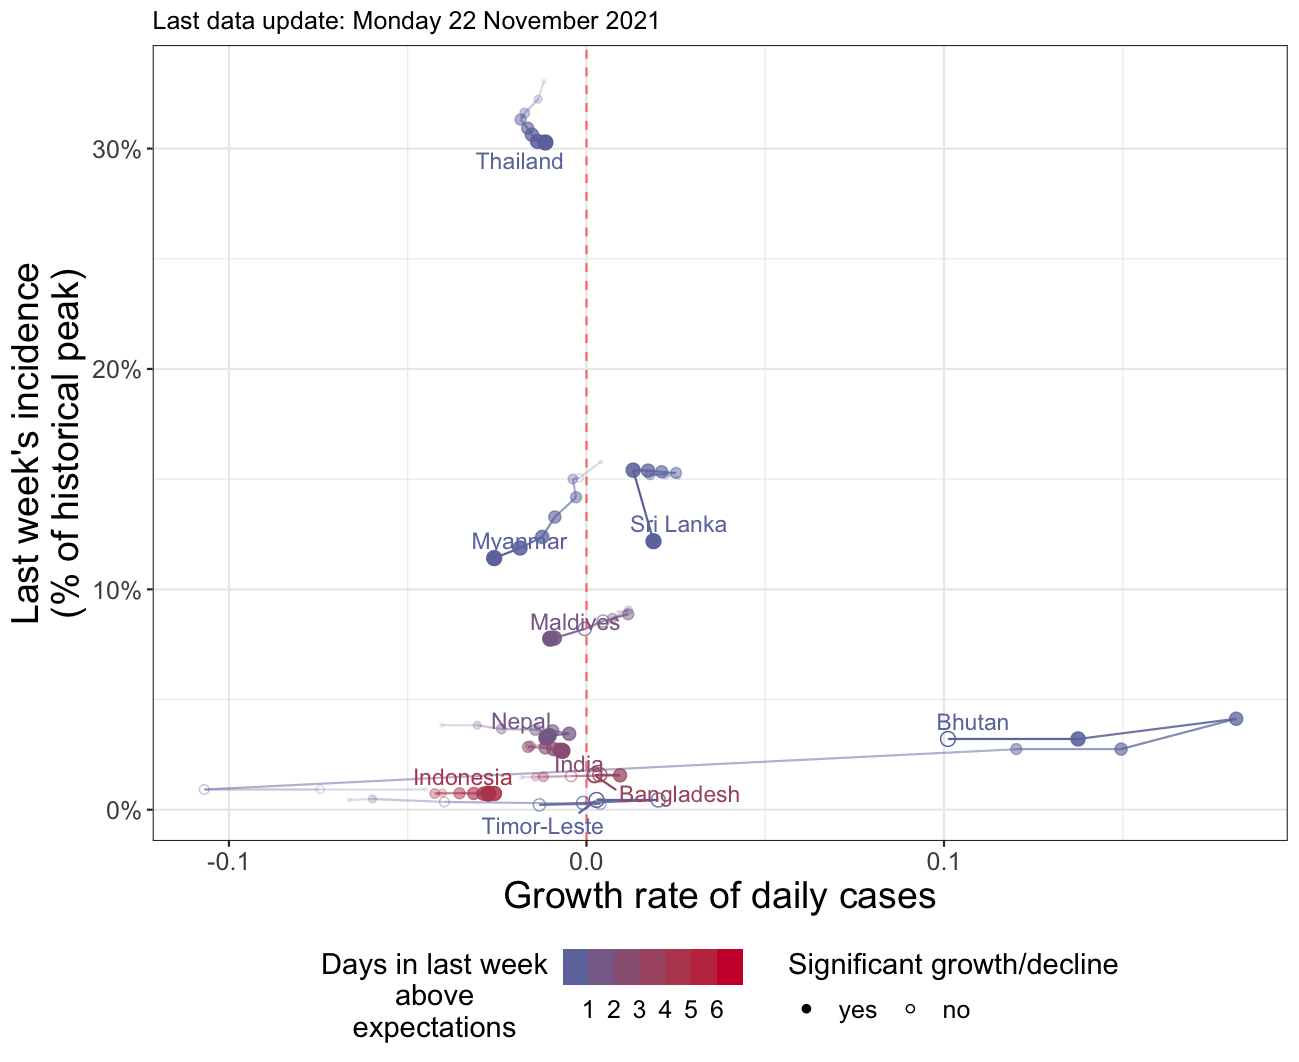 Last data update: Monday 22 November 2021
Last week's incidence
(% of historical peak)
30%
20%
10%
0%
Thailand
Myanmar
Sri Lanka
Maldives
Nepal
Bhutan
India
Indonesia
Bangladesh
Timor-Leste
-0.1
0.0
0.1
Growth rate of daily cases
Days in last week
above
expectations
1 2 3 4 5 6
Significant growth/decline
yes
no